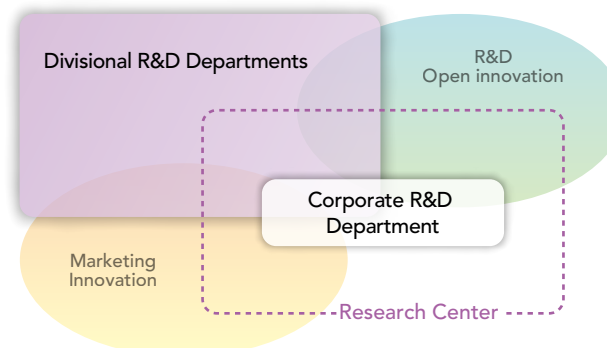 Divisional R&D Departments
R&D
Open innovation
Corporate R&D
Department
Marketing
Innovation
Research Center